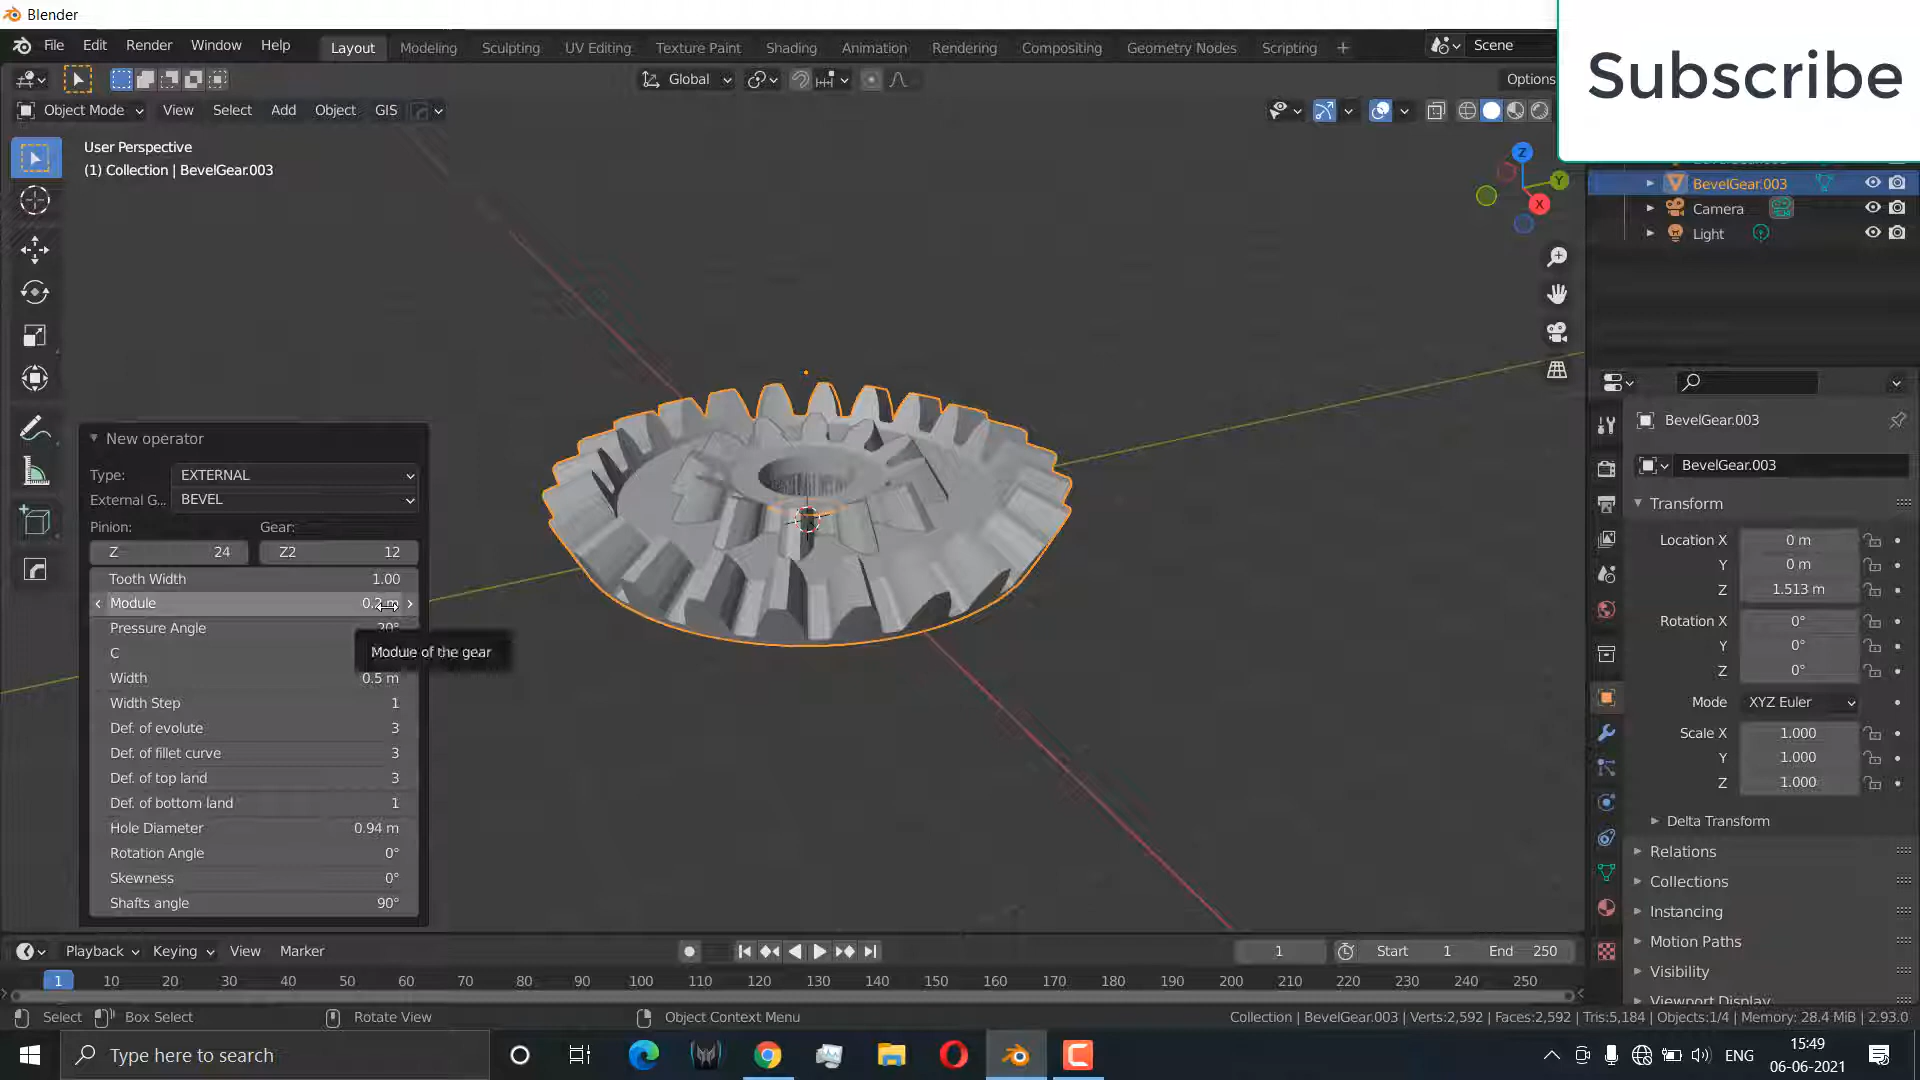 Blender
Subscribe
File Edit Render Window Help Layout Modeling Sculpting UV Editing Texture Paint Shading Animation Rendering Compositing Geometry Nodes Scripting + Scene
Global Options
Object Mode View Select Add Object GIS
User Perspective
(1) Collection | BevelGear.003
Z
Y
X
BevelGear.003
Camera
Light
New operator
Type: EXTERNAL
External G... BEVEL
Pinion: Gear:
Z 24 Z2 12
Tooth Width 1.00
Module
Pressure Angle 20°
C
Module of the gear
Width 0.5 m
Width Step 1
Def. of evolute 3
Def. of fillet curve 3
Def. of top land 3
Def. of bottom land 1
Hole Diameter 0.94 m
Rotation Angle 0°
Skewness 0°
Shafts angle 90°
BevelGear.003
BevelGear.003
Transform
Location X 0 m
Y 0 m
Z 1.513 m
Rotation X 0°
Y 0°
Z 0°
Mode XYZ Euler
Scale X 1.000
Y 1.000
Z 1.000
Delta Transform
Relations
Collections
Instancing
Motion Paths
Visibility
Viewport Display
Playback Keying View Marker 1 Start 1 End 250
1 10 20 30 40 50 60 70 80 90 100 110 120 130 140 150 160 170 180 190 200 210 220 230 240 250
Select Box Select Rotate View Object Context Menu Collection | BevelGear.003 | Verts:2,592 | Faces:2,592 | Tris:5,184 | Objects:1/4 | Memory: 28.4 MiB | 2.93.0
Type here to search ENG 15:49
06-06-2021